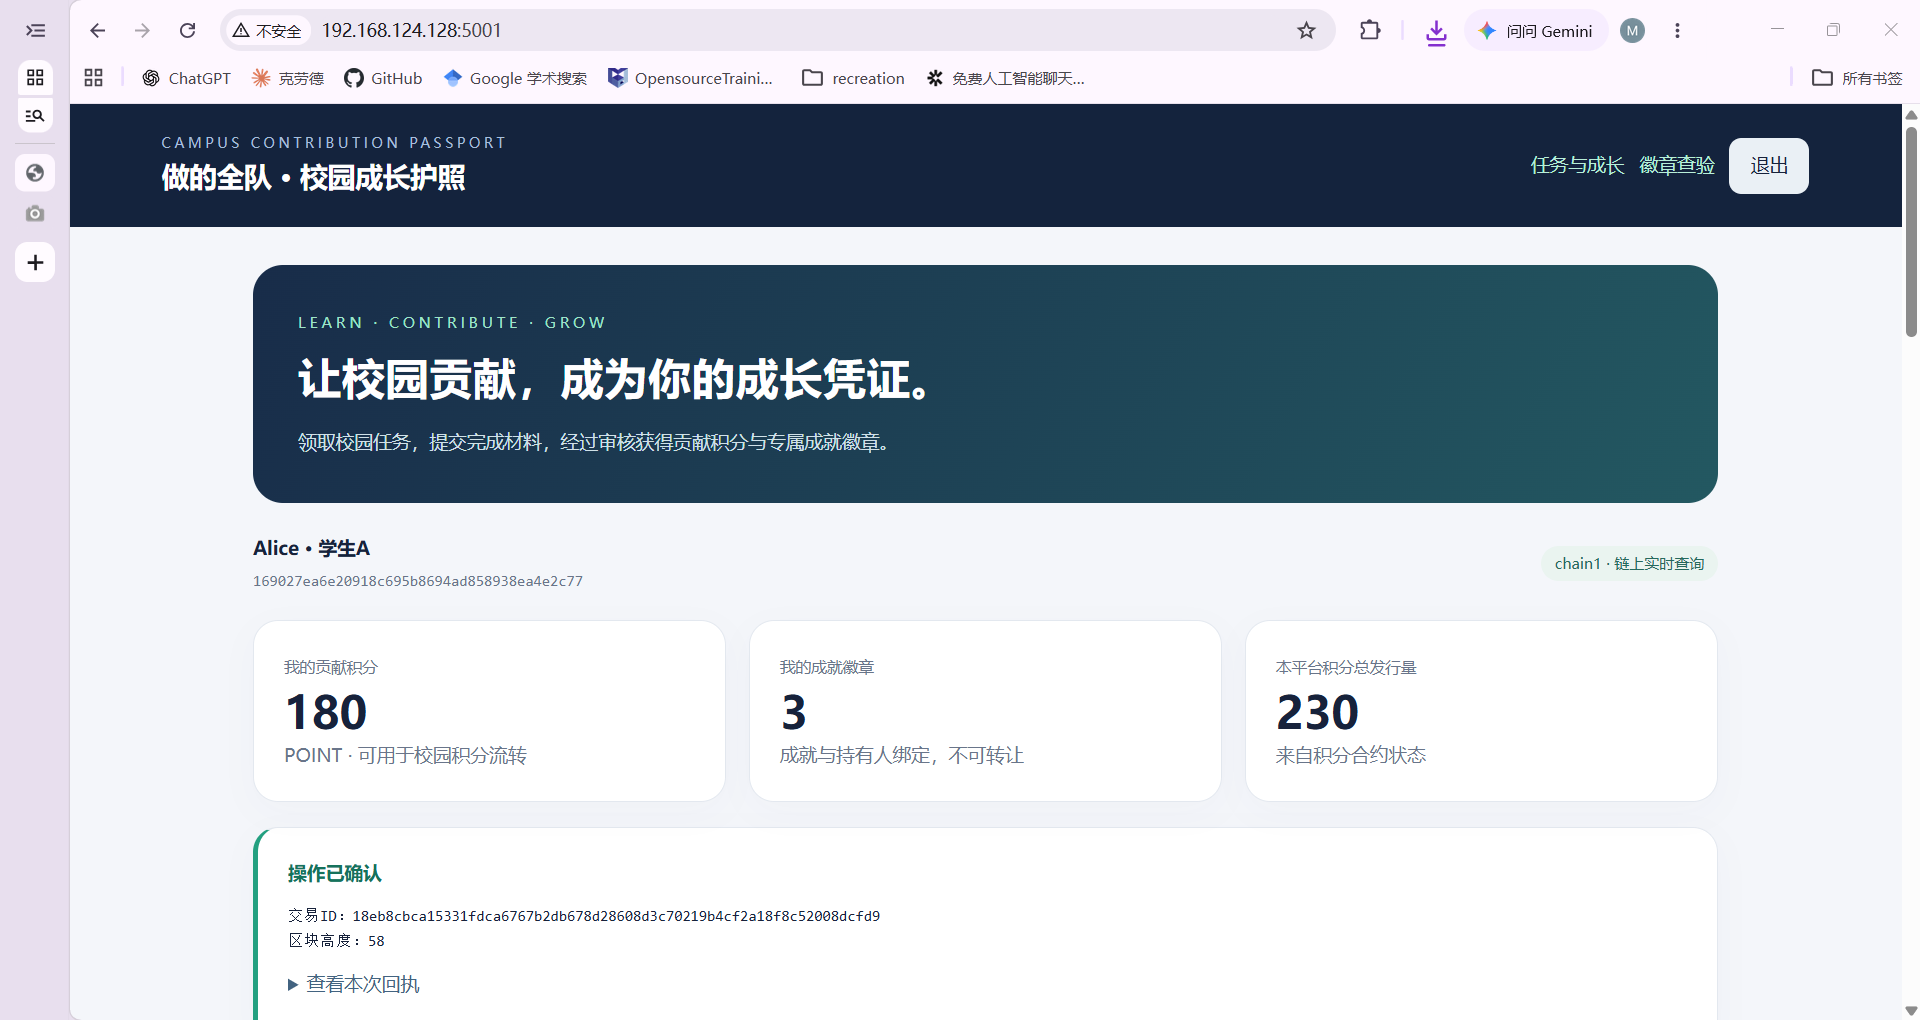 不安全
192.168.124.128:5001
问问 Gemini
M
ChatGPT
克劳德
GitHub
Google 学术搜索
OpensourceTraini...
recreation
免费人工智能聊天...
所有书签
CAMPUS CONTRIBUTION PASSPORT
做的全队 · 校园成长护照
任务与成长
徽章查验
退出
LEARN · CONTRIBUTE · GROW
让校园贡献，成为你的成长凭证。
领取校园任务，提交完成材料，经过审核获得贡献积分与专属成就徽章。
Alice · 学生A
169027ea6e20918c695b8694ad858938ea4e2c77
chain1 · 链上实时查询
我的贡献积分
180
POINT · 可用于校园积分流转
我的成就徽章
3
成就与持有人绑定，不可转让
本平台积分总发行量
230
来自积分合约状态
操作已确认
交易ID: 18eb8cbca15331fdca6767b2db678d28608d3c70219b4cf2a18f8c52008dcfd9
区块高度: 58
查看本次回执